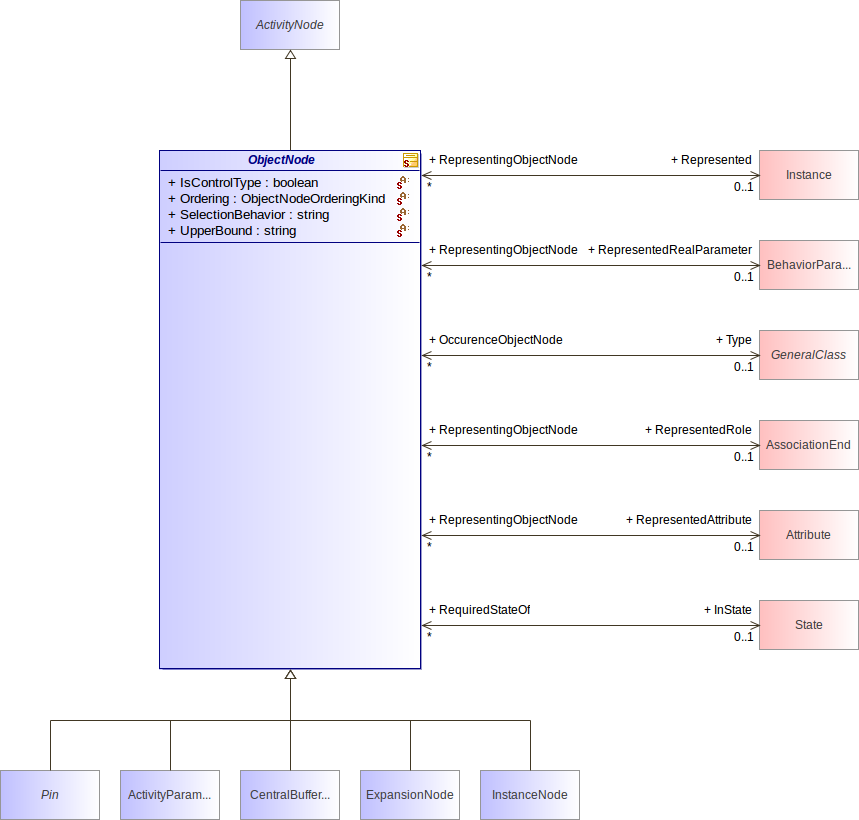 ActivityNode
ObjectNode
+ IsControlType : boolean
+ Ordering : ObjectNodeOrderingKind
+ SelectionBehavior : string
+ UpperBound : string
+ RepresentingObjectNode + Represented
* 0..1
Instance
+ RepresentingObjectNode + RepresentedRealParameter
* 0..1
BehaviorPara...
+ OccurenceObjectNode + Type
* 0..1
GeneralClass
+ RepresentingObjectNode + RepresentedRole
* 0..1
AssociationEnd
+ RepresentingObjectNode + RepresentedAttribute
* 0..1
Attribute
+ RequiredStateOf + InState
* 0..1
State
Pin
ActivityParam...
CentralBuffer...
ExpansionNode
InstanceNode